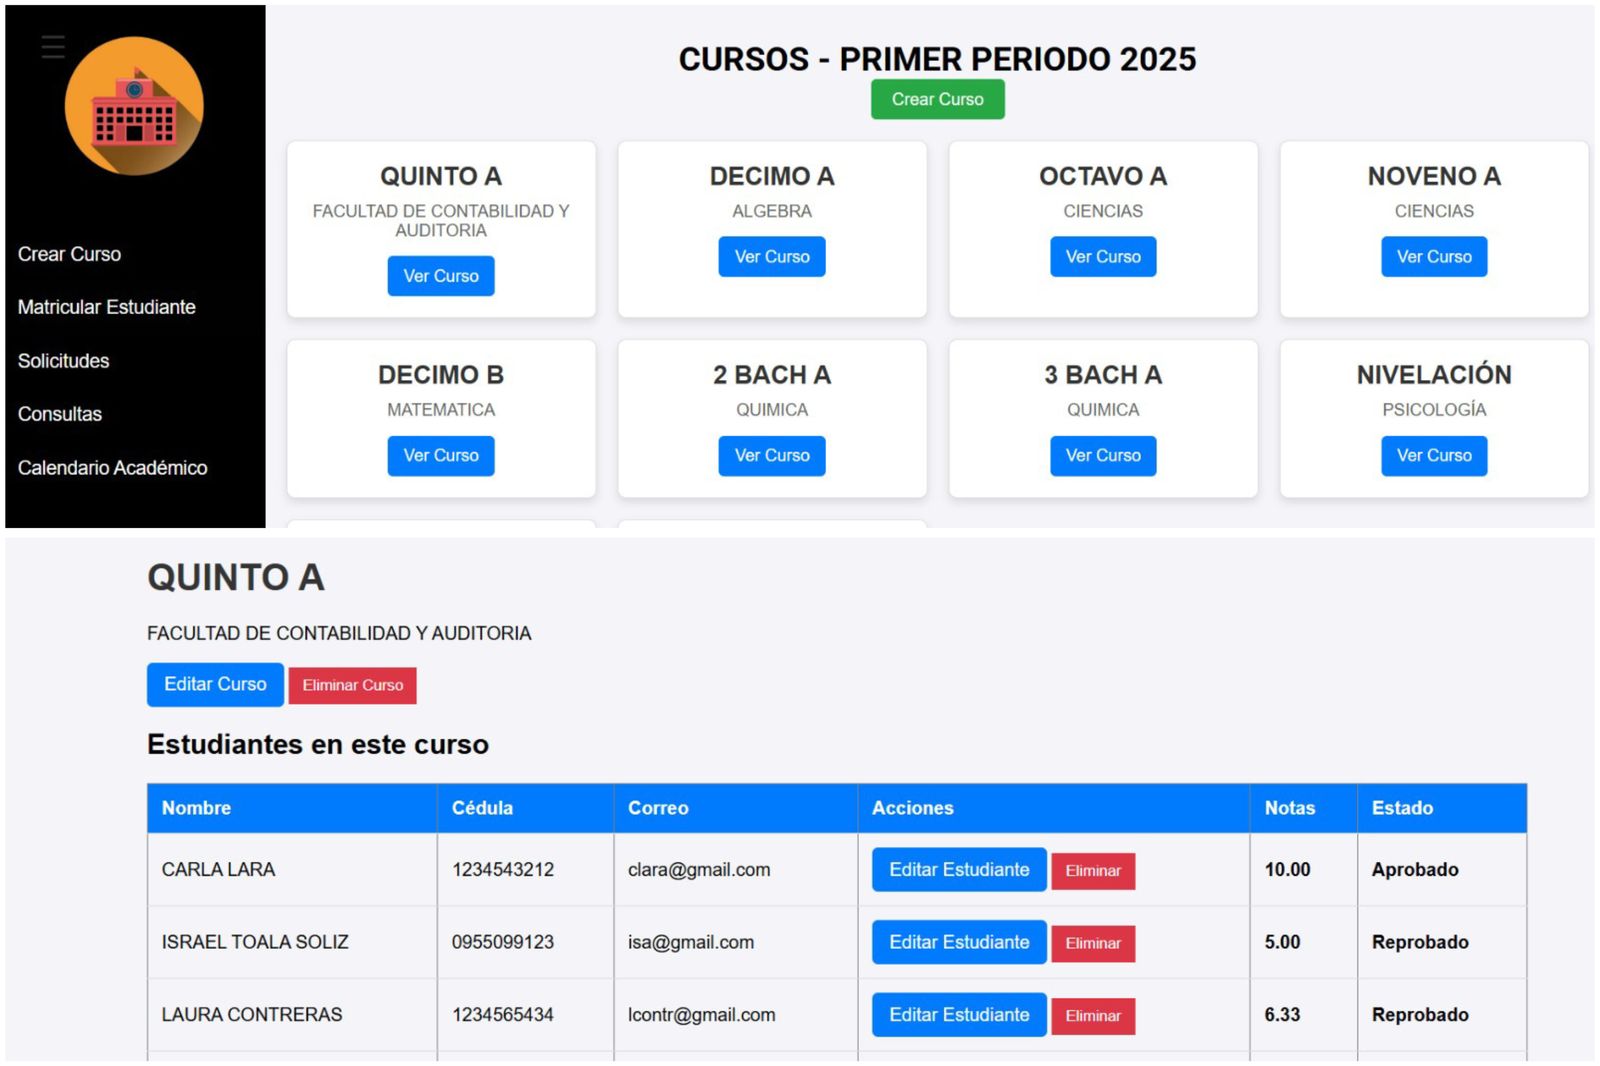 CURSOS - PRIMER PERIODO 2025
Crear Curso
Crear Curso
Matricular Estudiante
Solicitudes
Consultas
Calendario Académico
QUINTO A
FACULTAD DE CONTABILIDAD Y
AUDITORIA
Ver Curso
DECIMO A
ALGEBRA
Ver Curso
OCTAVO A
CIENCIAS
Ver Curso
NOVENO A
CIENCIAS
Ver Curso
DECIMO B
MATEMATICA
Ver Curso
2 BACH A
QUIMICA
Ver Curso
3 BACH A
QUIMICA
Ver Curso
NIVELACIÓN
PSICOLOGÍA
Ver Curso
QUINTO A
FACULTAD DE CONTABILIDAD Y AUDITORIA
Editar Curso Eliminar Curso
Estudiantes en este curso
Nombre Cédula Correo Acciones Notas Estado
CARLA LARA 1234543212 clara@gmail.com Editar Estudiante Eliminar 10.00 Aprobado
ISRAEL TOALA SOLIZ 0955099123 isa@gmail.com Editar Estudiante Eliminar 5.00 Reprobado
LAURA CONTRERAS 1234565434 lcontr@gmail.com Editar Estudiante Eliminar 6.33 Reprobado